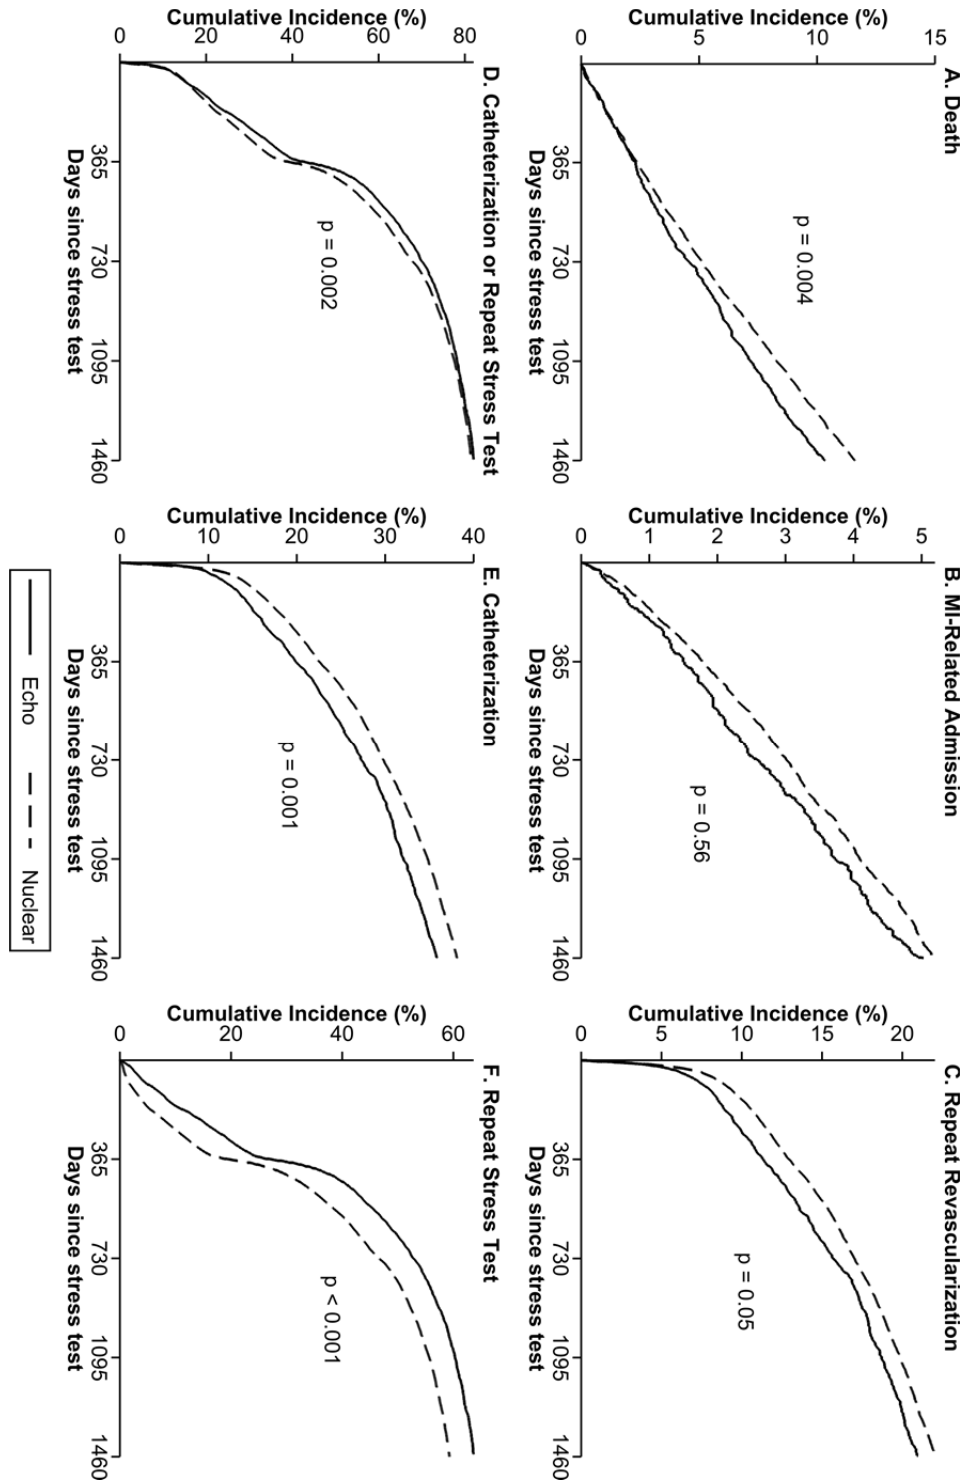 A. Death
Cumulative Incidence (%)
15
10
5
0
p = 0.004
365
730
1095
1460
Days since stress test
B. MI-Related Admission
Cumulative Incidence (%)
5
4
3
2
1
0
p = 0.56
365
730
1095
1460
Days since stress test
C. Repeat Revascularization
Cumulative Incidence (%)
20
15
10
5
0
p = 0.05
365
730
1095
1460
Days since stress test
D. Catheterization or Repeat Stress Test
Cumulative Incidence (%)
80
60
40
20
0
p = 0.002
365
730
1095
1460
Days since stress test
E. Catheterization
Cumulative Incidence (%)
40
30
20
10
0
p = 0.001
365
730
1095
1460
Days since stress test
F. Repeat Stress Test
Cumulative Incidence (%)
60
40
20
0
p < 0.001
365
730
1095
1460
Days since stress test
Echo
Nuclear